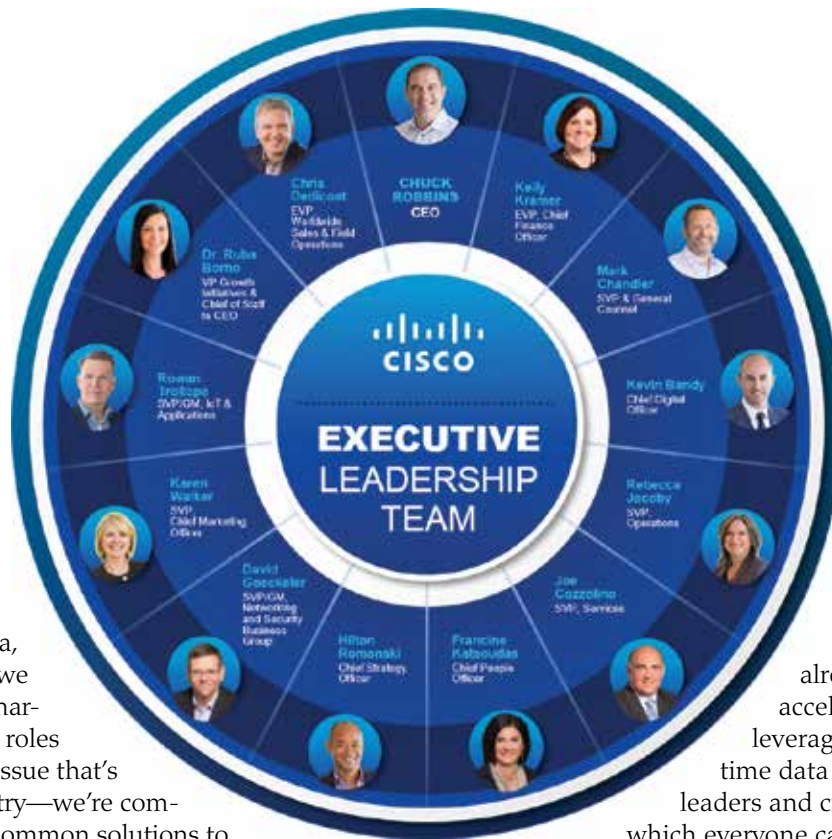 CHUCK
ROBBINS
CEO
Kelly
Kramer
EVP, Chief
Finance
Officer
Mark
Chandler
SVP & General
Counsel
Kevin Bandy
Chief Digital
Officer
Rebecca
Jacoby
SVP,
Operations
Joe
Cozzolino
SVP, Services
Francine
Katsoudas
Chief People
Officer
Hilton
Romanski
Chief Strategy
Officer
David
Goeckeler
SVP/GM,
Networking
and Security
Business
Group
Karen
Walker
SVP
Chief Marketing
Officer
Rowan
Trollope
SVP/GM, IoT &
Applications
Dr. Ruba
Borno
VP Growth
Initiatives &
Chief of Staff
to CEO
Chris
Dedicoat
EVP
Worldwide
Sales & Field
Operations
CISCO
EXECUTIVE
LEADERSHIP
TEAM
we
roles
ssue that's
try—we're com-
ommon solutions to
accel
leverag
time data
leaders and c
which everyone ca